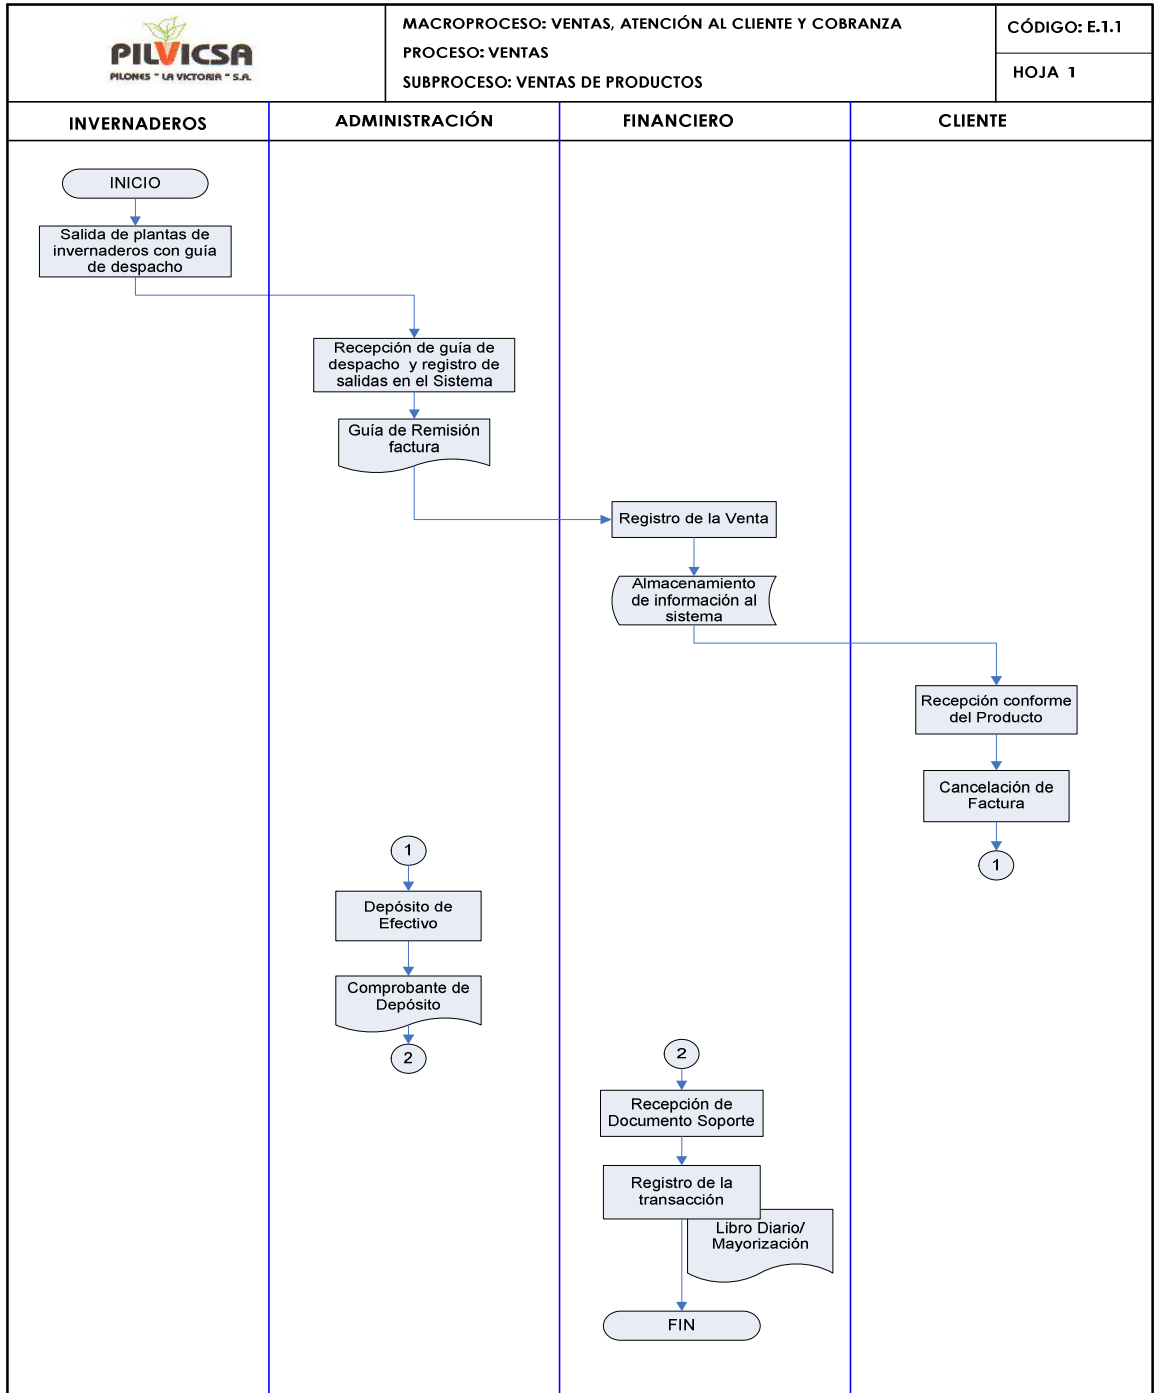 PILVICSA
PILONES "LA VICTORIA" S.A.
MACROPROCESO: VENTAS, ATENCIÓN AL CLIENTE Y COBRANZA
PROCESO: VENTAS
SUBPROCESO: VENTAS DE PRODUCTOS
CÓDIGO: E.1.1
HOJA 1
INVERNADEROS
ADMINISTRACIÓN
FINANCIERO
CLIENTE
INICIO
Salida de plantas de
invernaderos con guía
de despacho
Recepción de guía de
despacho y registro de
salidas en el Sistema
Guía de Remisión
factura
Registro de la Venta
Almacenamiento
de información al
sistema
Recepción conforme
del Producto
Cancelación de
Factura
1
1
Depósito de
Efectivo
Comprobante de
Depósito
2
2
Recepción de
Documento Soporte
Registro de la
transacción
Libro Diario/
Mayorización
FIN